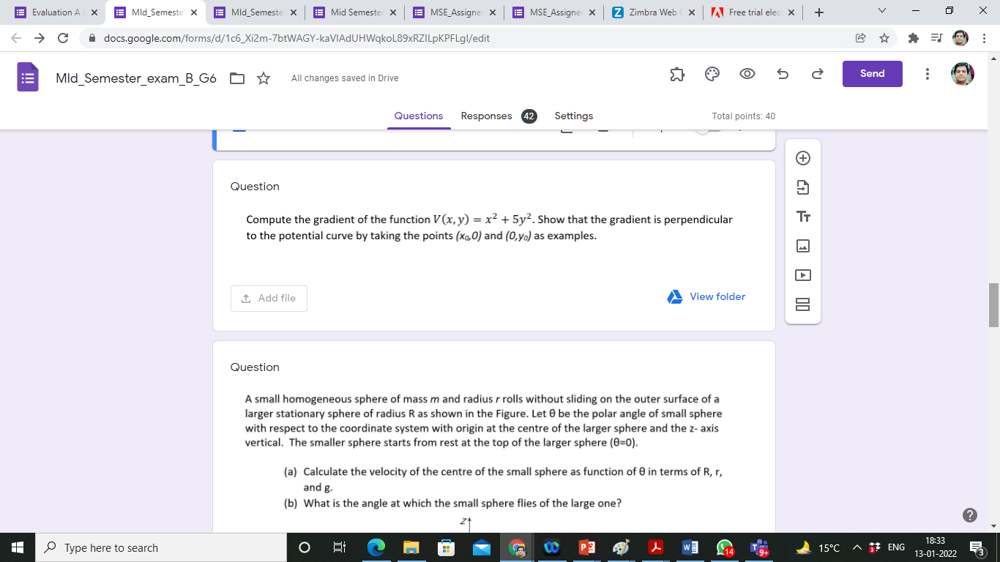 Evaluation A
MId_Semeste
MId_Semeste
Mid Semester
MSE_Assigne
MSE_Assigne
Z Zimbra Web
Free trial elec
docs.google.com/forms/d/1c6_Xi2m-7btWAGY-kaVIAdUHWqkoL89xRZILpKPFLgI/edit
MId_Semester_exam_B_G6
All changes saved in Drive
Send
Questions Responses 42 Settings
Total points: 40
Question
Compute the gradient of the function V(x, y) = x² + 5y². Show that the gradient is perpendicular
to the potential curve by taking the points (x₀,0) and (0,y₀) as examples.
Add file
View folder
Question
A small homogeneous sphere of mass m and radius r rolls without sliding on the outer surface of a
larger stationary sphere of radius R as shown in the Figure. Let θ be the polar angle of small sphere
with respect to the coordinate system with origin at the centre of the larger sphere and the z- axis
vertical. The smaller sphere starts from rest at the top of the larger sphere (θ=0).
(a) Calculate the velocity of the centre of the small sphere as function of θ in terms of R, r,
and g.
(b) What is the angle at which the small sphere flies of the large one?
z
Type here to search
14
9+
15°C
3
ENG
18:33
13-01-2022
3